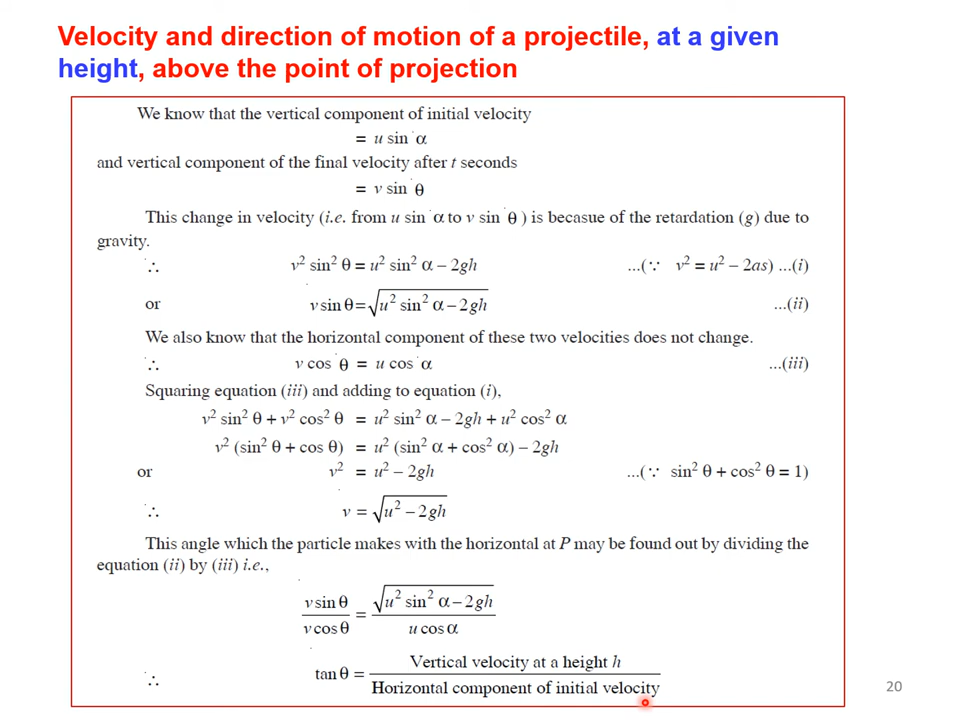 Velocity and direction of motion of a projectile, at a given
height, above the point of projection
We know that the vertical component of initial velocity
= u sin α
and vertical component of the final velocity after t seconds
= v sin θ
This change in velocity (i.e. from u sin α to v sin θ ) is becasue of the retardation (g) due to
gravity.
∴ v² sin² θ = u² sin² α – 2gh ...(∵ v² = u² – 2as) ...(i)
or v sin θ = √(u² sin² α – 2gh) ...(ii)
We also know that the horizontal component of these two velocities does not change.
∴ v cos θ = u cos α ...(iii)
Squaring equation (iii) and adding to equation (i),
v² sin² θ + v² cos² θ = u² sin² α – 2gh + u² cos² α
v² (sin² θ + cos θ) = u² (sin² α + cos² α) – 2gh
or v² = u² – 2gh ...(∵ sin² θ + cos² θ = 1)
∴ v = √(u² – 2gh)
This angle which the particle makes with the horizontal at P may be found out by dividing the
equation (ii) by (iii) i.e.,
v sin θ / v cos θ = √(u² sin² α – 2gh) / u cos α
∴ tan θ = Vertical velocity at a height h / Horizontal component of initial velocity
20